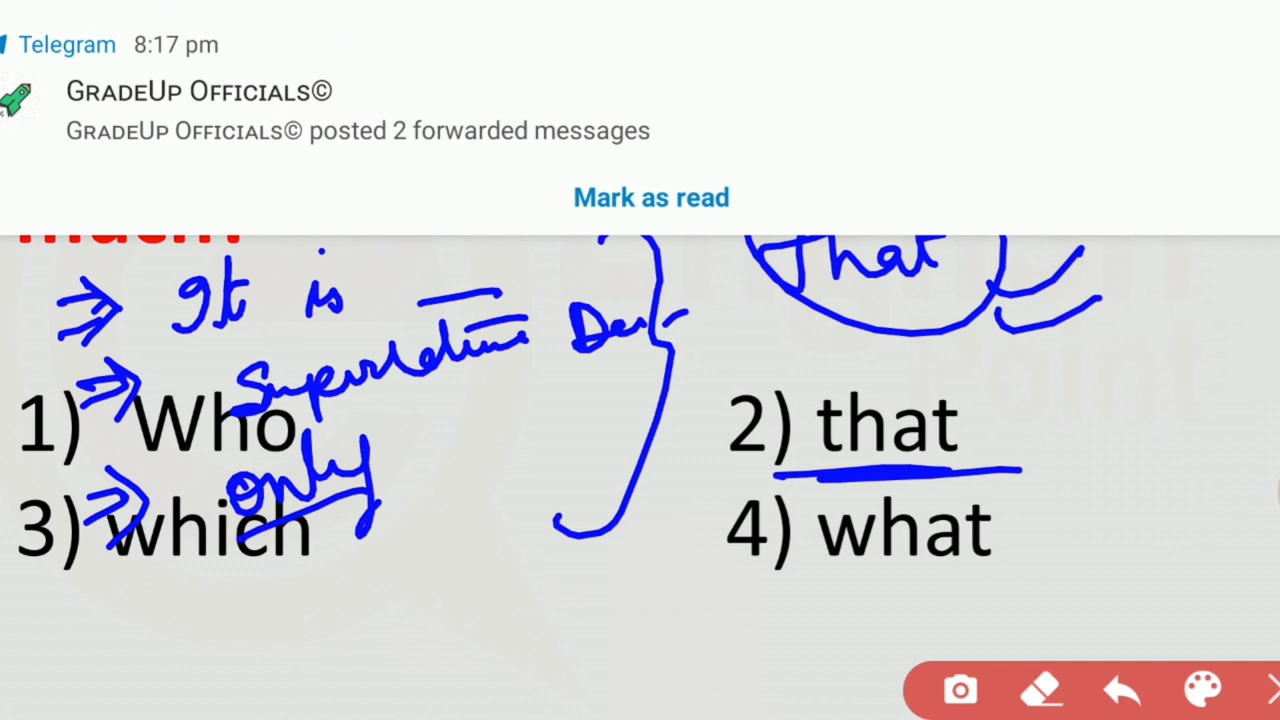 Telegram 8:17 pm
GRADEUP OFFICIALS©
GRADEUP OFFICIALS© posted 2 forwarded messages
Mark as read
It is
that
Superlative
1) Who
2) that
only
3) which
4) what